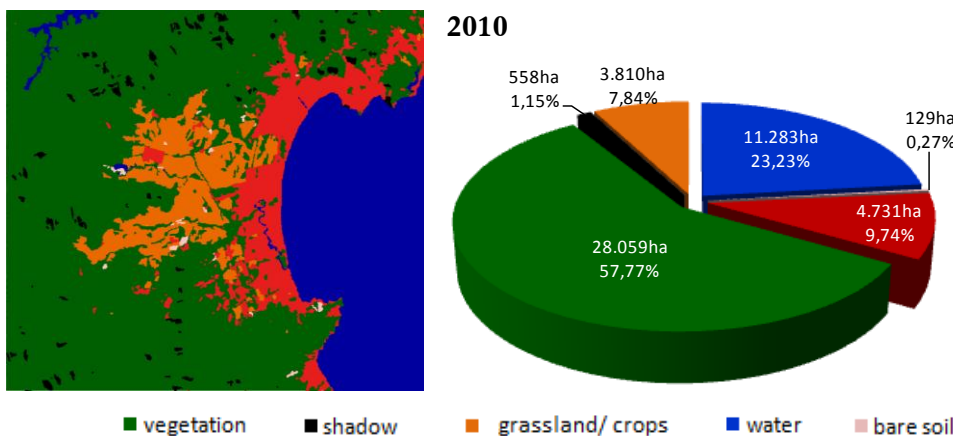 2010
558ha
1,15%
3.810ha
7,84%
11.283ha
23,23%
129ha
0,27%
4.731ha
9,74%
28.059ha
57,77%
vegetation shadow grassland/ crops water bare soil